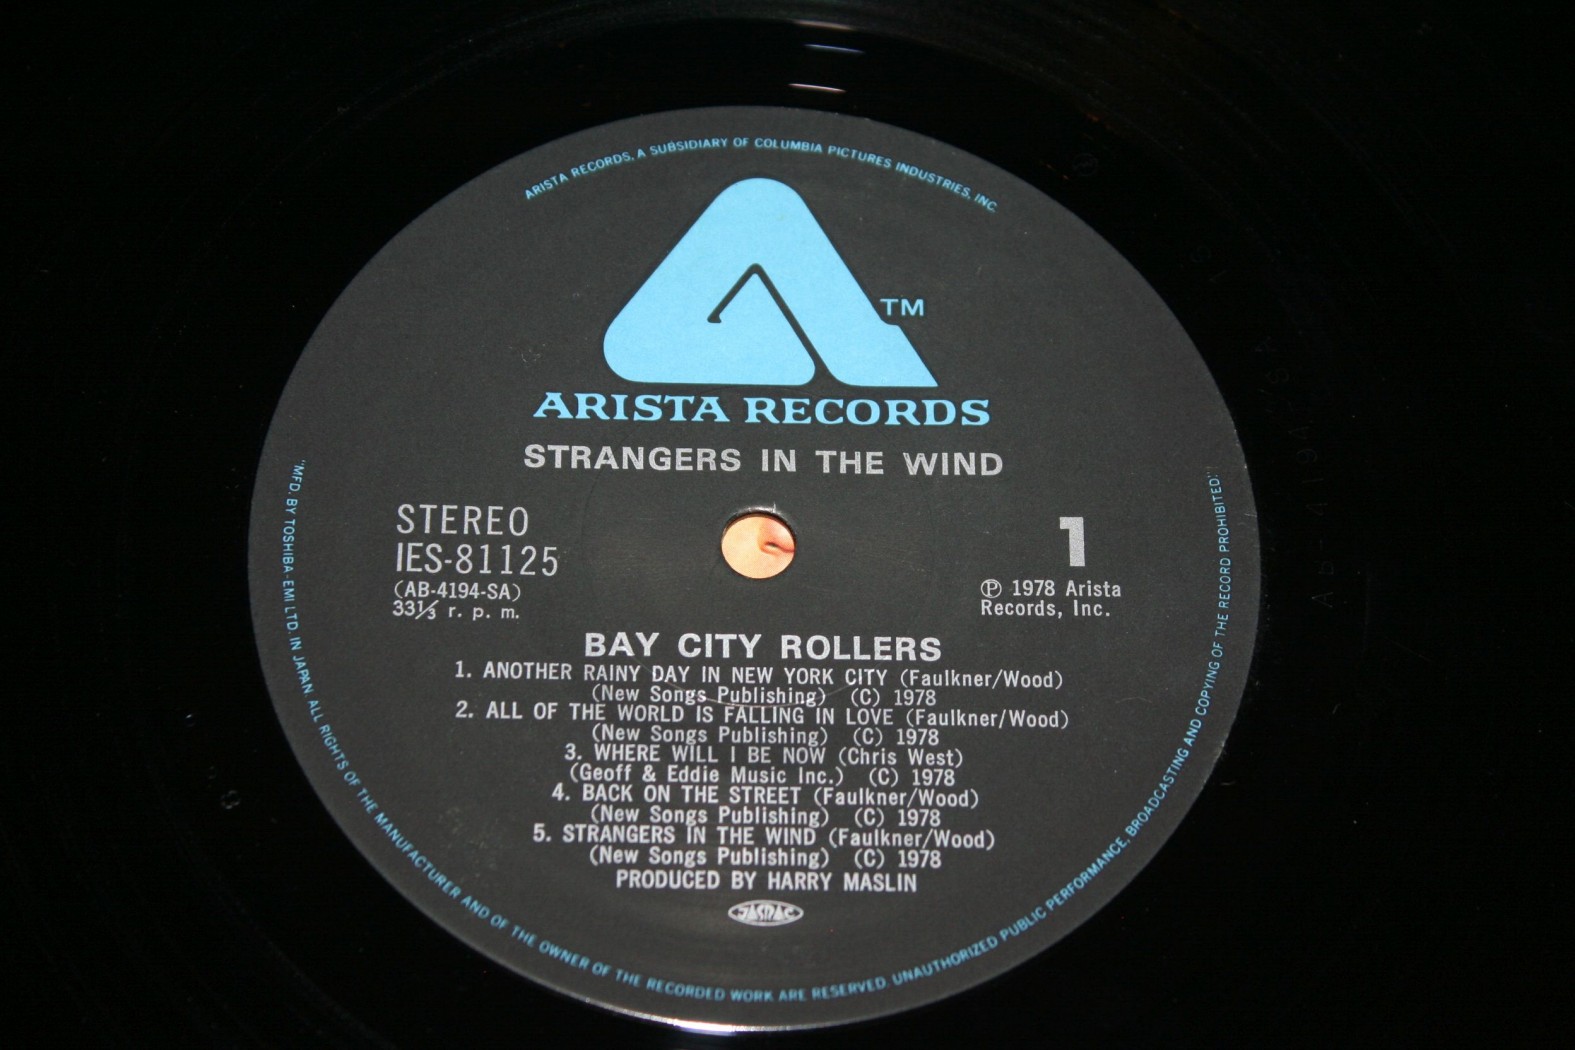 ARISTA RECORDS, A SUBSIDIARY OF COLUMBIA PICTURES INDUSTRIES, INC.
TM
ARISTA RECORDS
STRANGERS IN THE WIND
STEREO
IES-81125
(AB-4194-SA)
33⅓ r. p. m.
1
Ⓟ 1978 Arista
Records, Inc.
BAY CITY ROLLERS
1. ANOTHER RAINY DAY IN NEW YORK CITY (Faulkner/Wood)
(New Songs Publishing) (C) 1978
2. ALL OF THE WORLD IS FALLING IN LOVE (Faulkner/Wood)
(New Songs Publishing) (C) 1978
3. WHERE WILL I BE NOW (Chris West)
(Geoff & Eddie Music Inc.) (C) 1978
4. BACK ON THE STREET (Faulkner/Wood)
(New Songs Publishing) (C) 1978
5. STRANGERS IN THE WIND (Faulkner/Wood)
(New Songs Publishing) (C) 1978
PRODUCED BY HARRY MASLIN
JASRAC
"MFD. BY TOSHIBA-EMI LTD. IN JAPAN ALL RIGHTS OF THE MANUFACTURER AND OF THE OWNER OF THE RECORDED WORK ARE RESERVED. UNAUTHORIZED PUBLIC PERFORMANCE, BROADCASTING AND COPYING OF THE RECORD PROHIBITED."